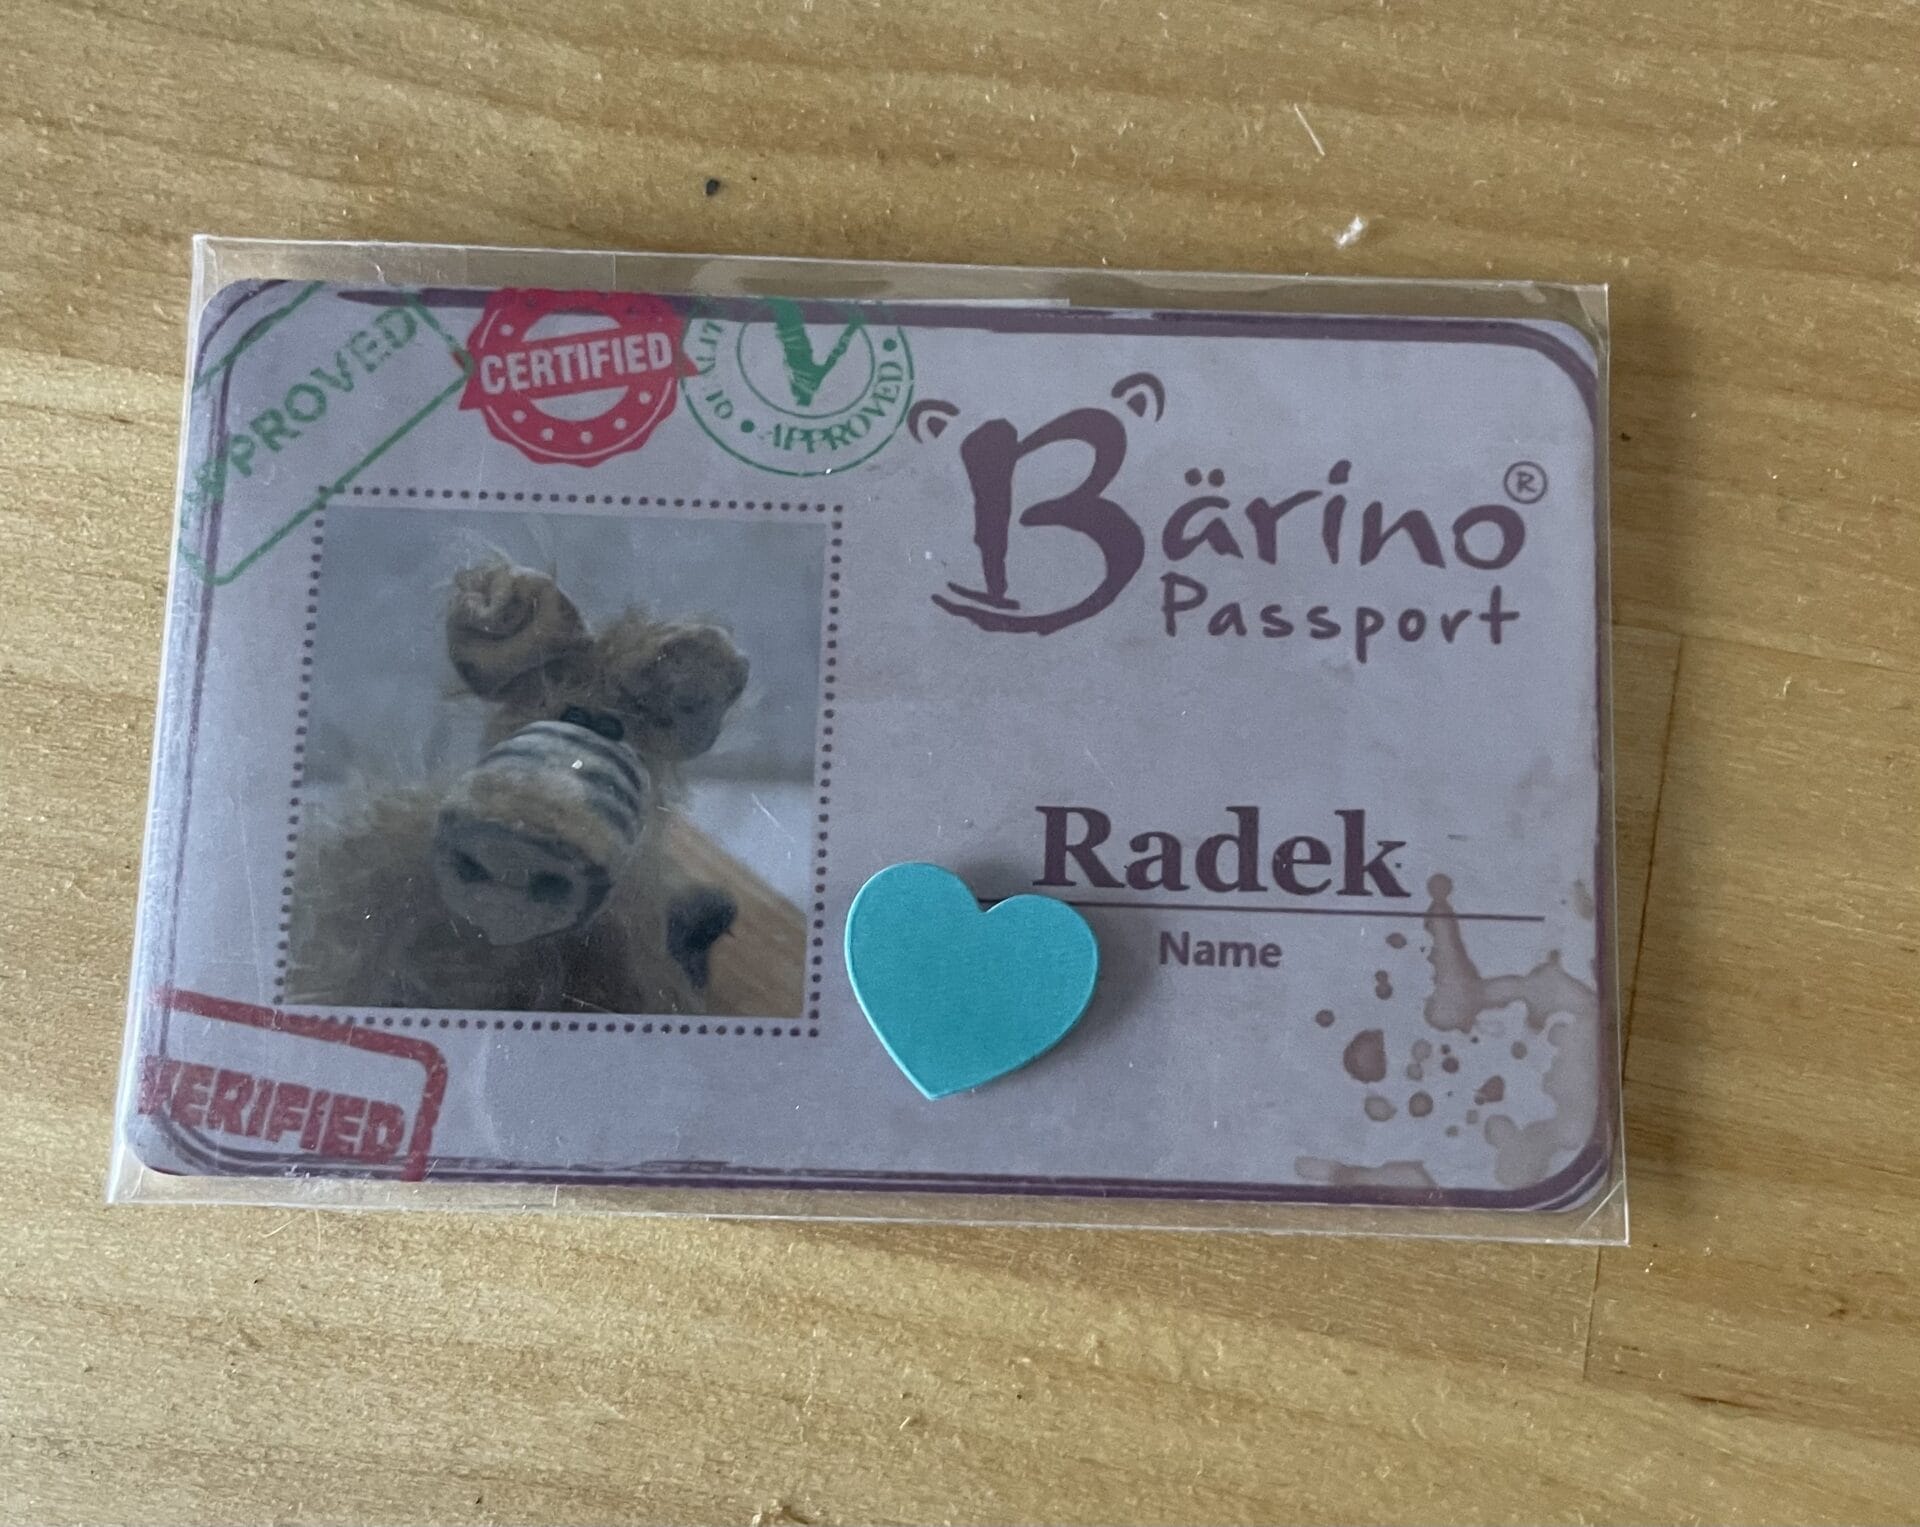 APPROVED
CERTIFIED
APPROVED
Bärino®
Passport
Radek
Name
VERIFIED